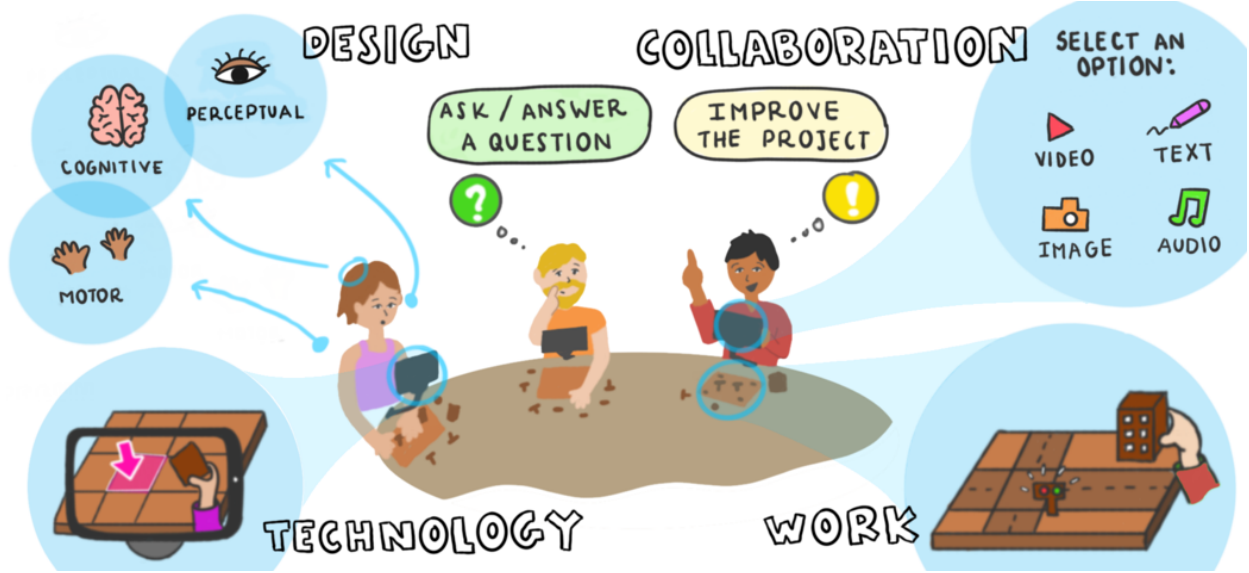 DESIGN
COLLABORATION
PERCEPTUAL
COGNITIVE
MOTOR
ASK / ANSWER
A QUESTION
?
IMPROVE
THE PROJECT
!
SELECT AN
OPTION:
VIDEO
TEXT
IMAGE
AUDIO
TECHNOLOGY
WORK